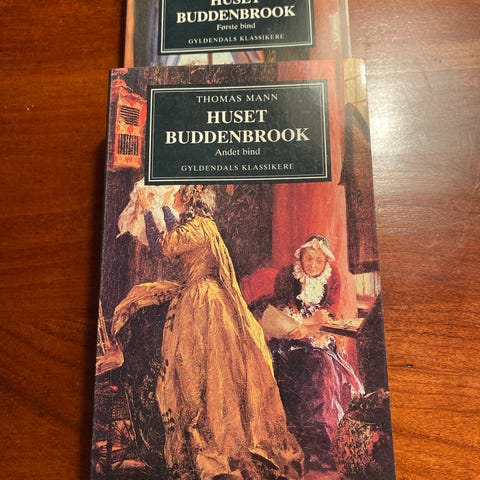 HUSET
BUDDENBROOK
Første bind
GYLDENDALS KLASSIKERE
THOMAS MANN
HUSET
BUDDENBROOK
Andet bind
GYLDENDALS KLASSIKERE